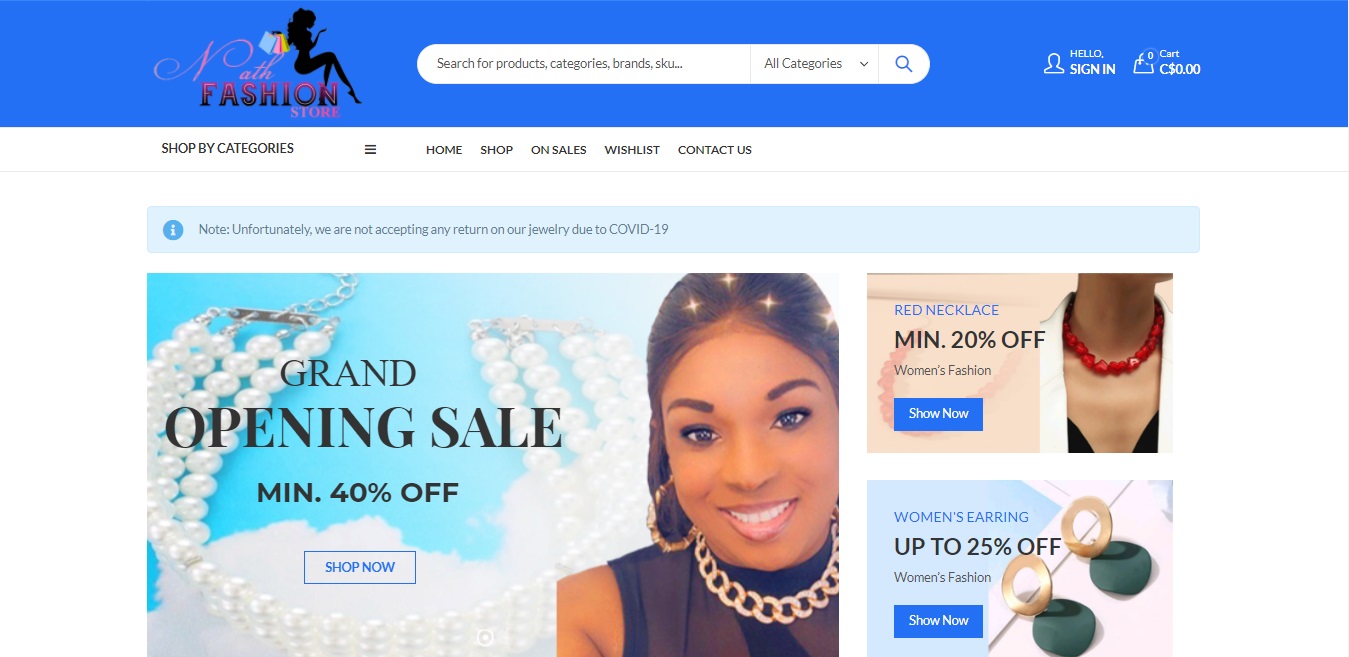 Nath
FASHION
STORE
Search for products, categories, brands, sku...
All Categories
HELLO,
SIGN IN
0
Cart
C$0.00
SHOP BY CATEGORIES
HOME
SHOP
ON SALES
WISHLIST
CONTACT US
Note: Unfortunately, we are not accepting any return on our jewelry due to COVID-19
GRAND
OPENING SALE
MIN. 40% OFF
SHOP NOW
RED NECKLACE
MIN. 20% OFF
Women's Fashion
Show Now
WOMEN'S EARRING
UP TO 25% OFF
Women's Fashion
Show Now